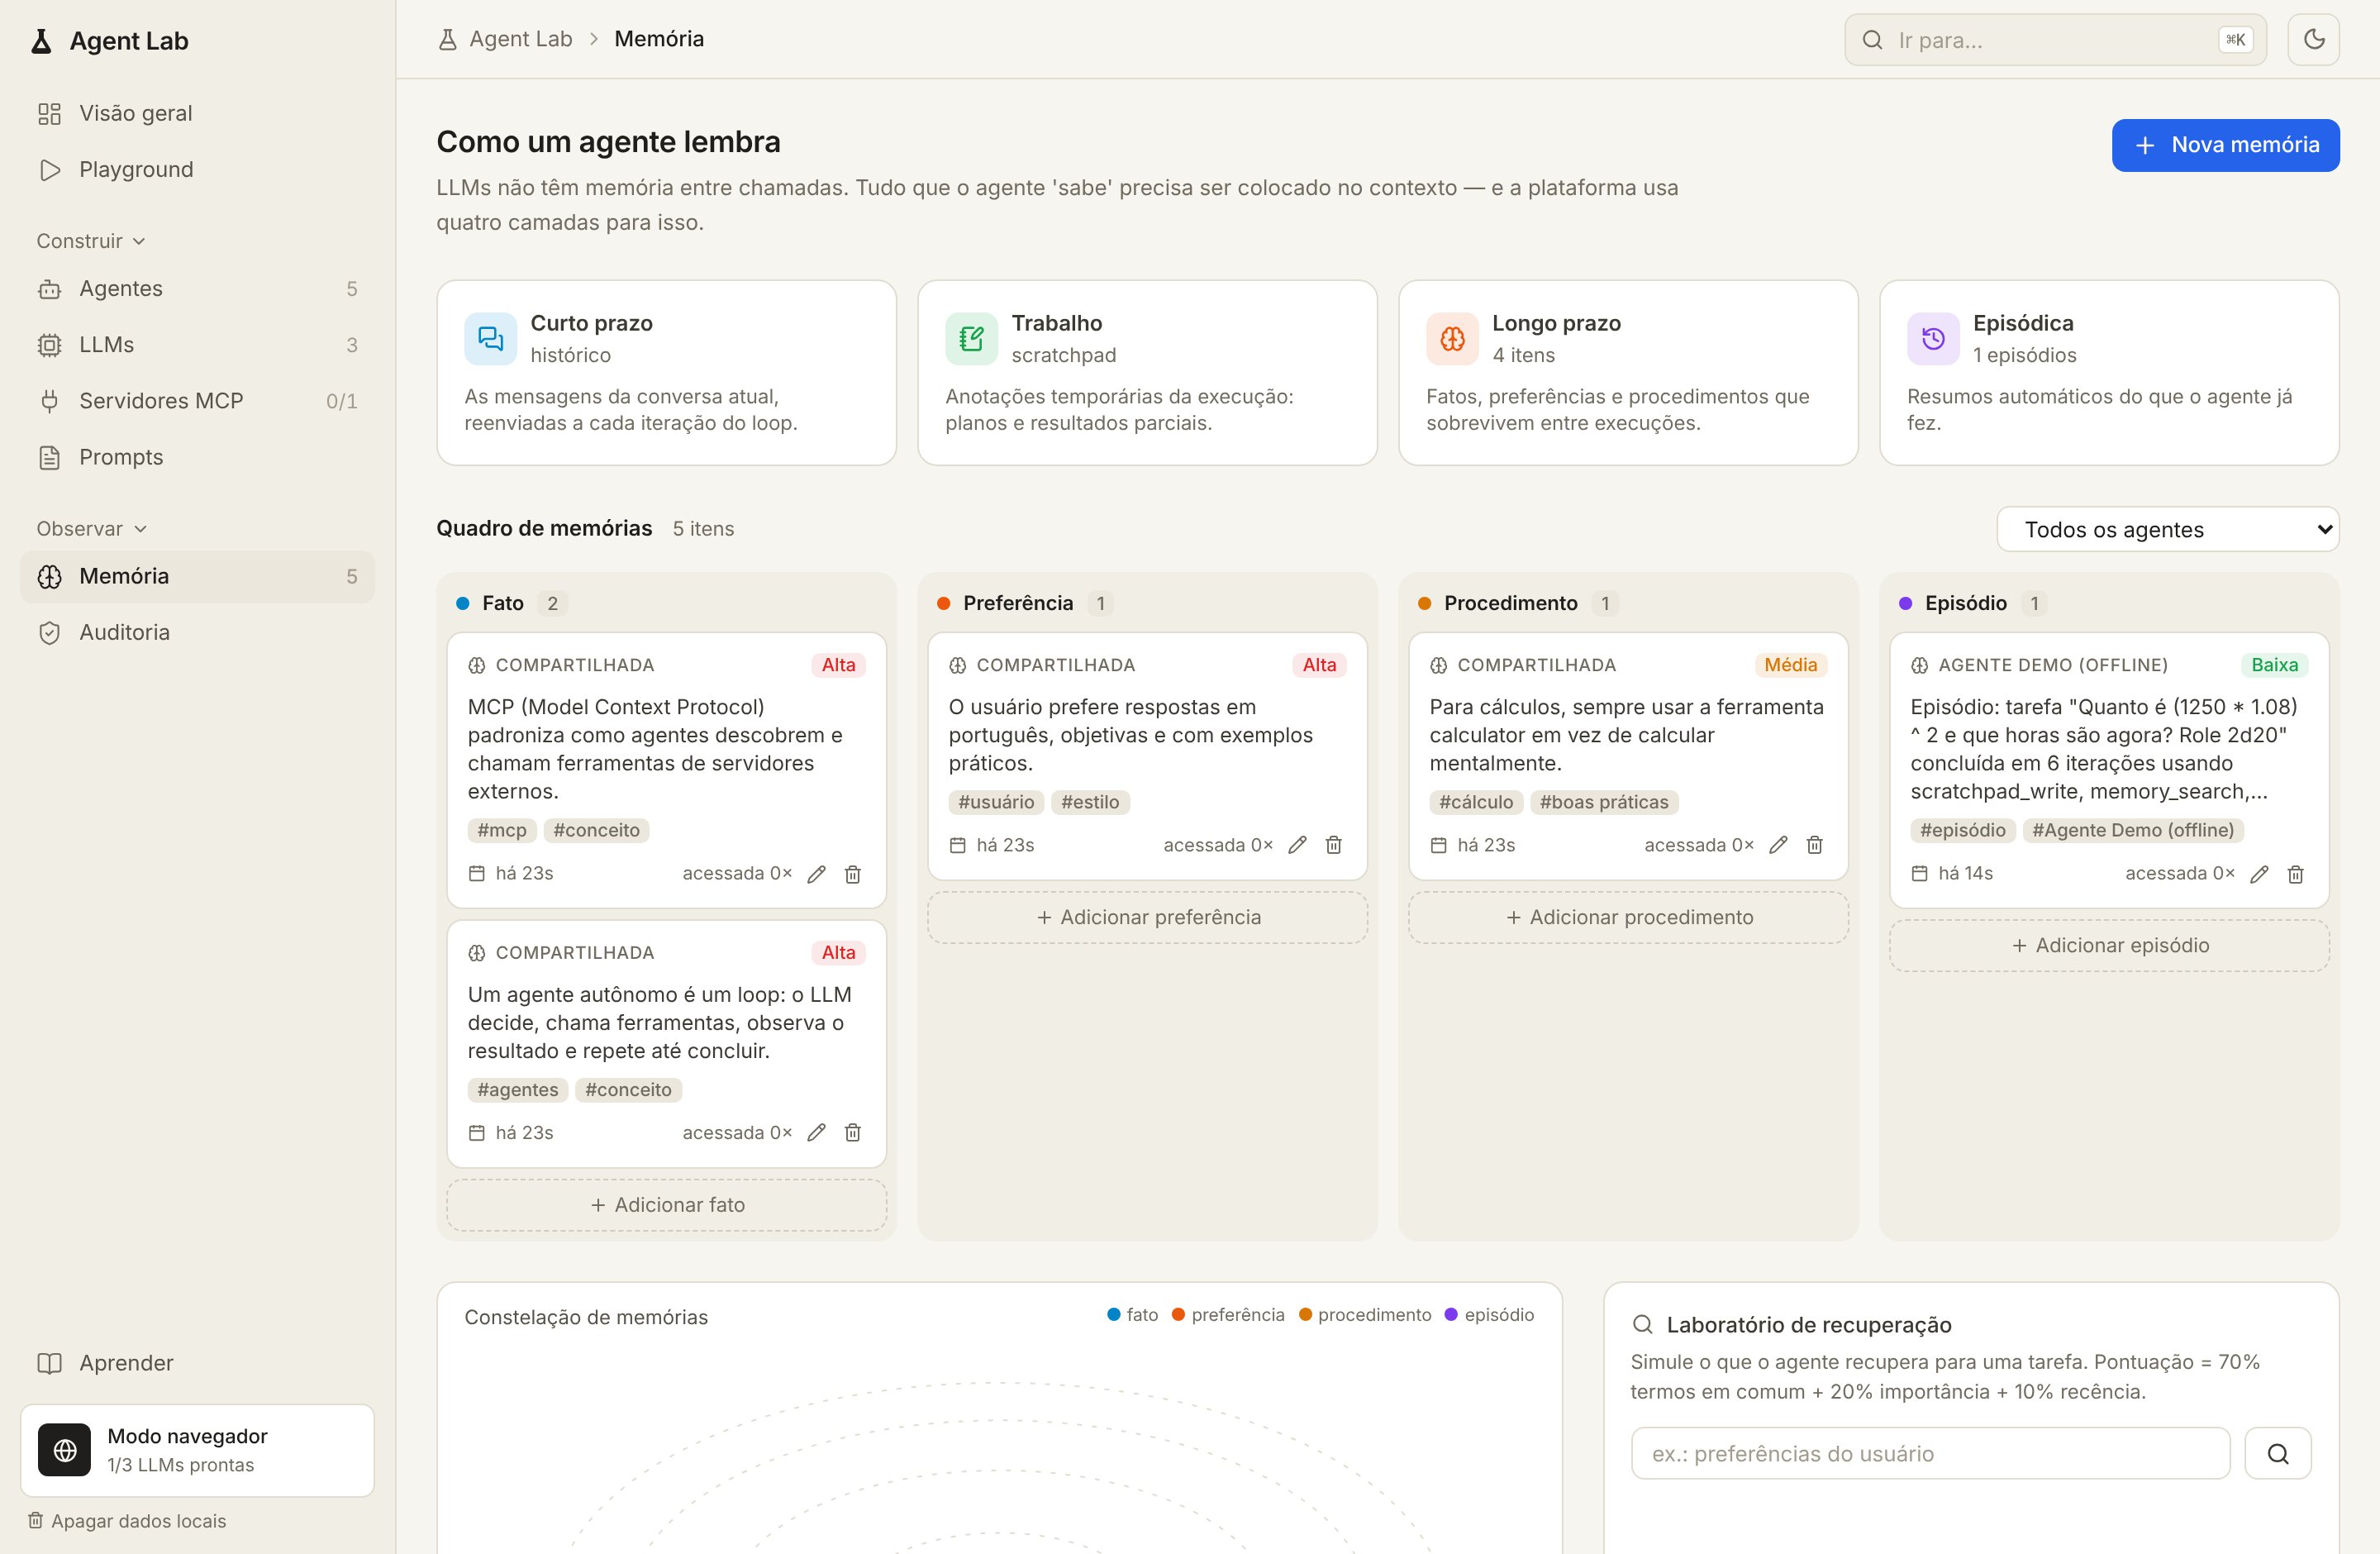 Agent Lab
Visão geral
Playground
Construir
Agentes 5
LLMs 3
Servidores MCP 0/1
Prompts
Observar
Memória 5
Auditoria
Aprender
Modo navegador
1/3 LLMs prontas
Apagar dados locais
Agent Lab > Memória
Ir para... ⌘K
Como um agente lembra
LLMs não têm memória entre chamadas. Tudo que o agente 'sabe' precisa ser colocado no contexto — e a plataforma usa
quatro camadas para isso.
+ Nova memória
Curto prazo
histórico
As mensagens da conversa atual,
reenviadas a cada iteração do loop.
Trabalho
scratchpad
Anotações temporárias da execução:
planos e resultados parciais.
Longo prazo
4 itens
Fatos, preferências e procedimentos que
sobrevivem entre execuções.
Episódica
1 episódios
Resumos automáticos do que o agente já
fez.
Quadro de memórias 5 itens
Todos os agentes
Fato 2
COMPARTILHADA Alta
MCP (Model Context Protocol)
padroniza como agentes descobrem e
chamam ferramentas de servidores
externos.
#mcp #conceito
há 23s acessada 0×
COMPARTILHADA Alta
Um agente autônomo é um loop: o LLM
decide, chama ferramentas, observa o
resultado e repete até concluir.
#agentes #conceito
há 23s acessada 0×
+ Adicionar fato
Preferência 1
COMPARTILHADA Alta
O usuário prefere respostas em
português, objetivas e com exemplos
práticos.
#usuário #estilo
há 23s acessada 0×
+ Adicionar preferência
Procedimento 1
COMPARTILHADA Média
Para cálculos, sempre usar a ferramenta
calculator em vez de calcular
mentalmente.
#cálculo #boas práticas
há 23s acessada 0×
+ Adicionar procedimento
Episódio 1
AGENTE DEMO (OFFLINE) Baixa
Episódio: tarefa "Quanto é (1250 * 1.08)
^ 2 e que horas são agora? Role 2d20"
concluída em 6 iterações usando
scratchpad_write, memory_search,...
#episódio #Agente Demo (offline)
há 14s acessada 0×
+ Adicionar episódio
Constelação de memórias
fato preferência procedimento episódio
Laboratório de recuperação
Simule o que o agente recupera para uma tarefa. Pontuação = 70%
termos em comum + 20% importância + 10% recência.
ex.: preferências do usuário